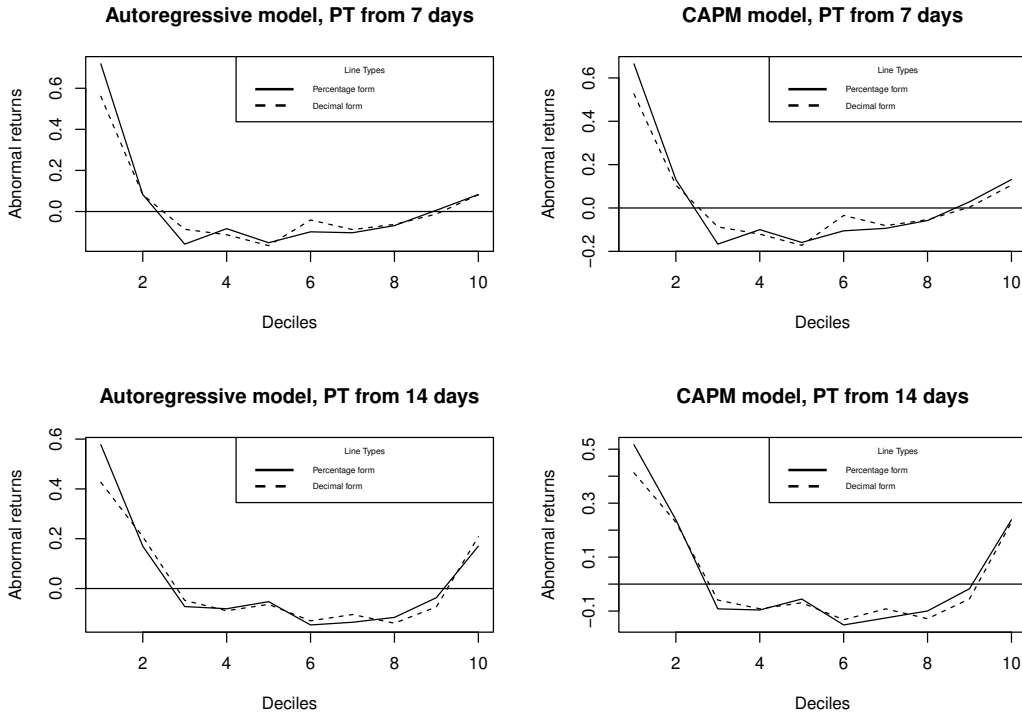 Autoregressive model, PT from 7 days
Abnormal returns
0.6
0.4
0.2
0.0
Line Types
Percentage form
Decimal form
2 4 6 8 10
Deciles
CAPM model, PT from 7 days
Abnormal returns
0.6
0.4
0.2
0.0
−0.2
Line Types
Percentage form
Decimal form
2 4 6 8 10
Deciles
Autoregressive model, PT from 14 days
Abnormal returns
0.6
0.4
0.2
0.0
Line Types
Percentage form
Decimal form
2 4 6 8 10
Deciles
CAPM model, PT from 14 days
Abnormal returns
0.5
0.3
0.1
−0.1
Line Types
Percentage form
Decimal form
2 4 6 8 10
Deciles